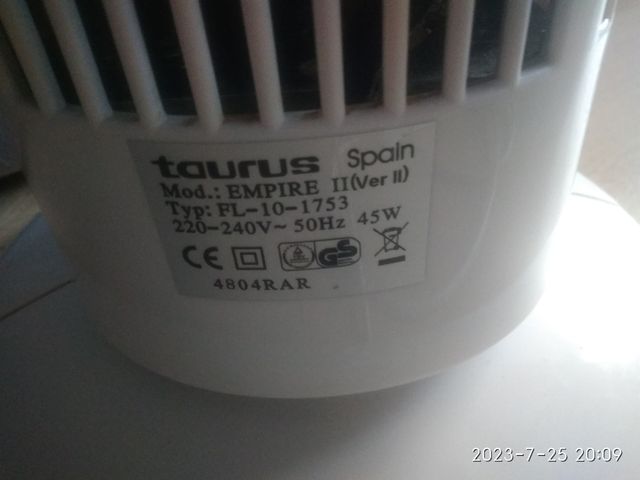 taurus Spain
Mod.: EMPIRE II(Ver II)
Typ: FL-10-1753
220-240V~ 50Hz 45W
CE GS
4804RAR
2023-7-25 20:09